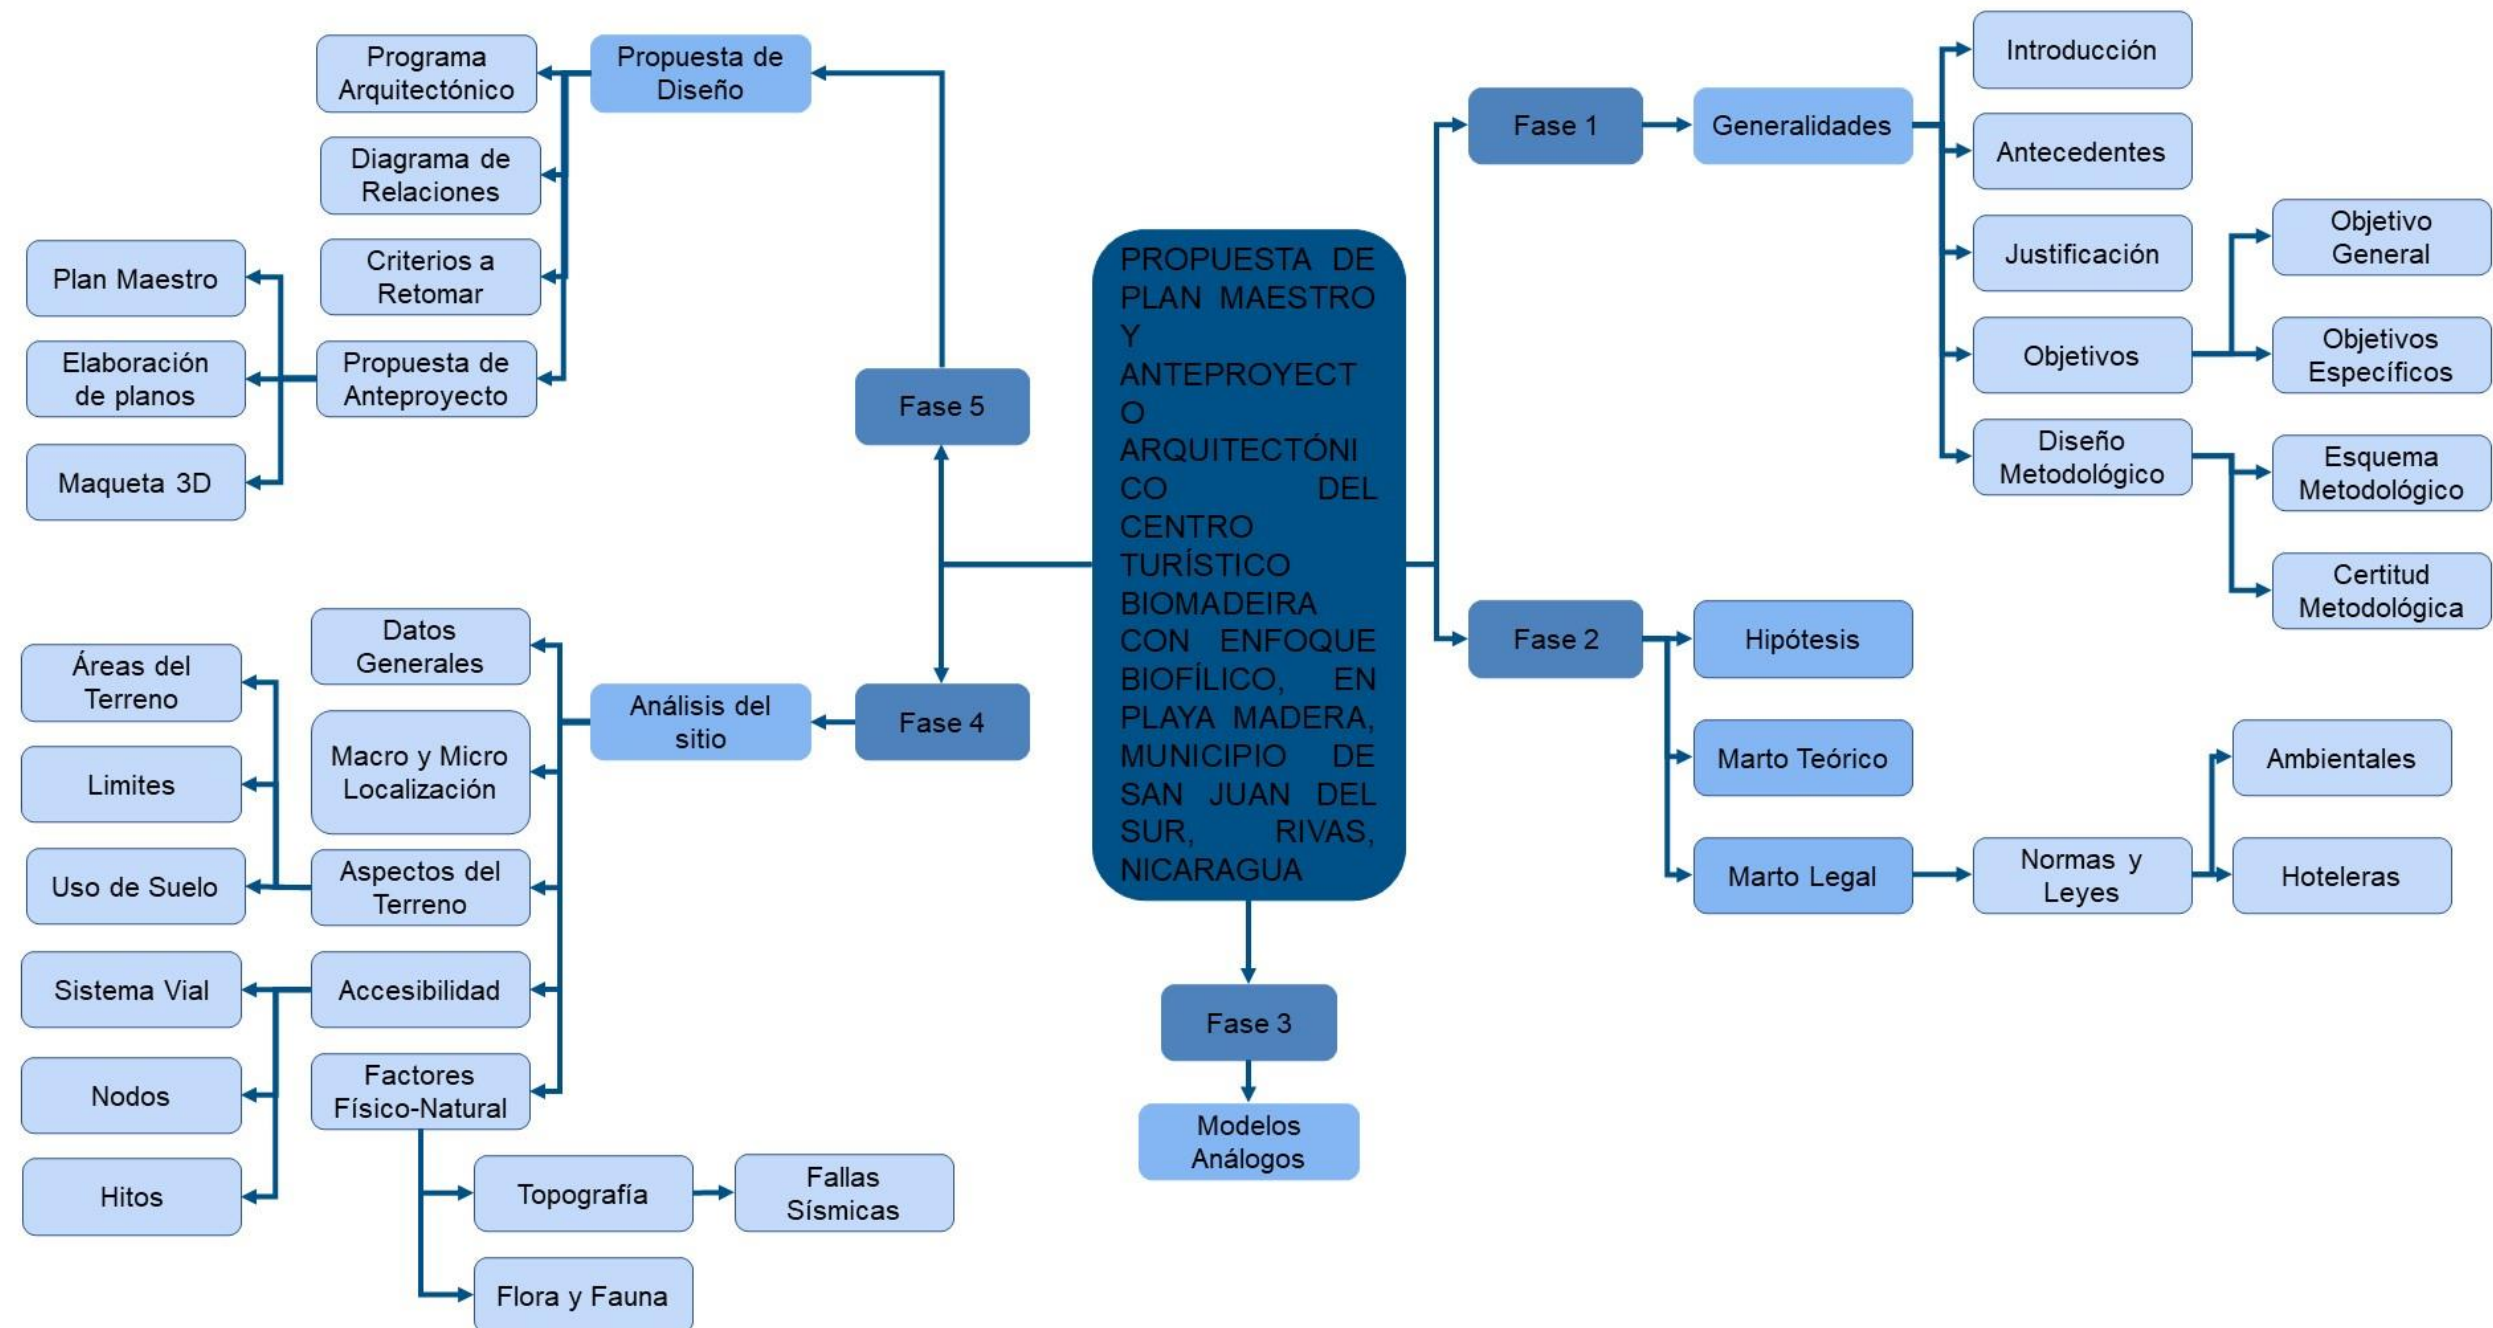 PROPUESTA DE
PLAN MAESTRO
Y
ANTEPROYECT
O
ARQUITECTÓNI
CO DEL
CENTRO
TURÍSTICO
BIOMADEIRA
CON ENFOQUE
BIOFÍLICO, EN
PLAYA MADERA,
MUNICIPIO DE
SAN JUAN DEL
SUR, RIVAS,
NICARAGUA
Fase 1
Generalidades
Introducción
Antecedentes
Justificación
Objetivos
Objetivo
General
Objetivos
Específicos
Diseño
Metodológico
Esquema
Metodológico
Certitud
Metodológica
Fase 2
Hipótesis
Marto Teórico
Marto Legal
Normas y
Leyes
Ambientales
Hoteleras
Fase 3
Modelos
Análogos
Fase 4
Análisis del
sitio
Datos
Generales
Macro y Micro
Localización
Aspectos del
Terreno
Áreas del
Terreno
Limites
Uso de Suelo
Accesibilidad
Sistema Vial
Nodos
Hitos
Factores
Físico-Natural
Topografía
Fallas
Sísmicas
Flora y Fauna
Fase 5
Propuesta de
Diseño
Programa
Arquitectónico
Diagrama de
Relaciones
Criterios a
Retomar
Propuesta de
Anteproyecto
Plan Maestro
Elaboración
de planos
Maqueta 3D